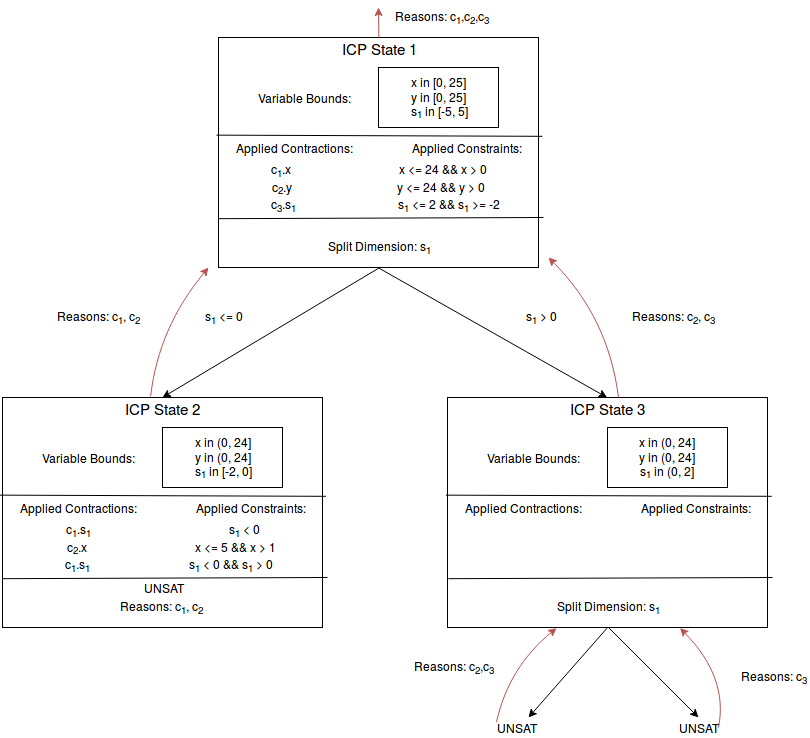 Reasons: c₁,c₂,c₃
ICP State 1
Variable Bounds:
x in [0, 25]
y in [0, 25]
s₁ in [-5, 5]
Applied Contractions: Applied Constraints:
c₁.x x <= 24 && x > 0
c₂.y y <= 24 && y > 0
c₃.s₁ s₁ <= 2 && s₁ >= -2
Split Dimension: s₁
Reasons: c₁, c₂
s₁ <= 0
s₁ > 0
Reasons: c₂, c₃
ICP State 2
Variable Bounds:
x in (0, 24]
y in (0, 24]
s₁ in [-2, 0]
Applied Contractions: Applied Constraints:
c₁.s₁ s₁ < 0
c₂.x x <= 5 && x > 1
c₁.s₁ s₁ < 0 && s₁ > 0
UNSAT
Reasons: c₁, c₂
ICP State 3
Variable Bounds:
x in (0, 24]
y in (0, 24]
s₁ in (0, 2]
Applied Contractions: Applied Constraints:
Split Dimension: s₁
Reasons: c₂,c₃
Reasons: c₃
UNSAT
UNSAT